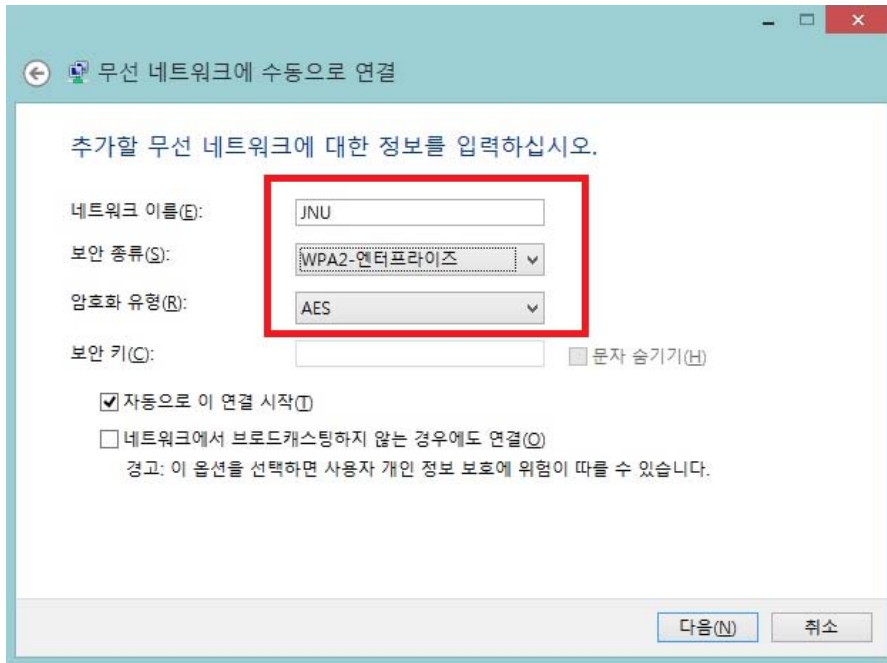 무선 네트워크에 수동으로 연결
추가할 무선 네트워크에 대한 정보를 입력하십시오.
네트워크 이름(E): JNU
보안 종류(S): WPA2-엔터프라이즈
암호화 유형(R): AES
보안 키(C): 문자 숨기기(H)
자동으로 이 연결 시작(T)
네트워크에서 브로드캐스팅하지 않는 경우에도 연결(O)
경고: 이 옵션을 선택하면 사용자 개인 정보 보호에 위험이 따를 수 있습니다.
다음(N) 취소